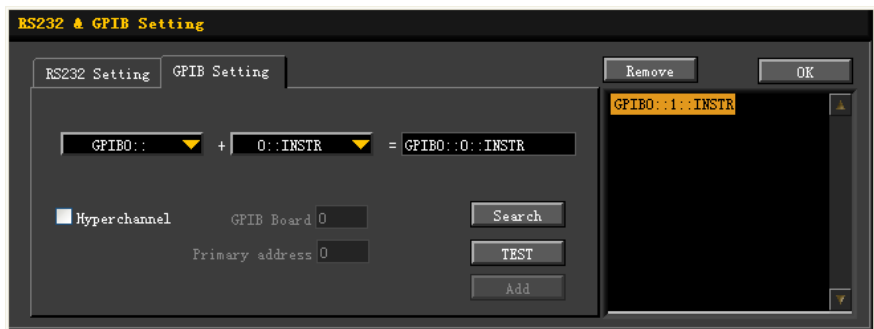 RS232 & GPIB Setting
RS232 Setting
GPIB Setting
Remove
OK
GPIB0::1::INSTR
GPIB0::
+
0::INSTR
=
GPIB0::0::INSTR
Hyperchannel
GPIB Board
0
Search
Primary address
0
TEST
Add